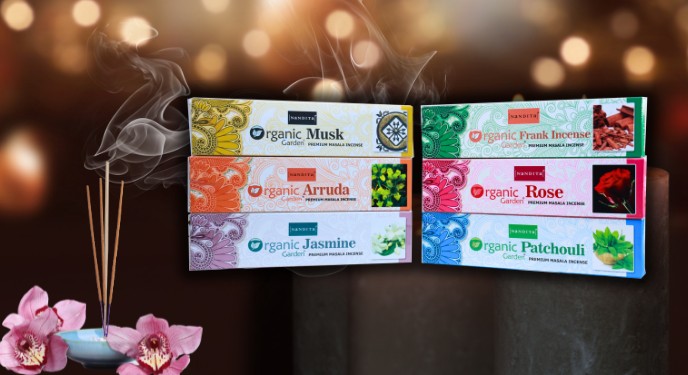 NANDITA
Organic Musk
Garden PREMIUM MASALA INCENSE
NANDITA
Organic Arruda
Garden PREMIUM MASALA INCENSE
NANDITA
Organic Jasmine
Garden PREMIUM MASALA INCENSE
NANDITA
Organic Frank Incense
Garden PREMIUM MASALA INCENSE
NANDITA
Organic Rose
Garden PREMIUM MASALA INCENSE
NANDITA
Organic Patchouli
Garden PREMIUM MASALA INCENSE